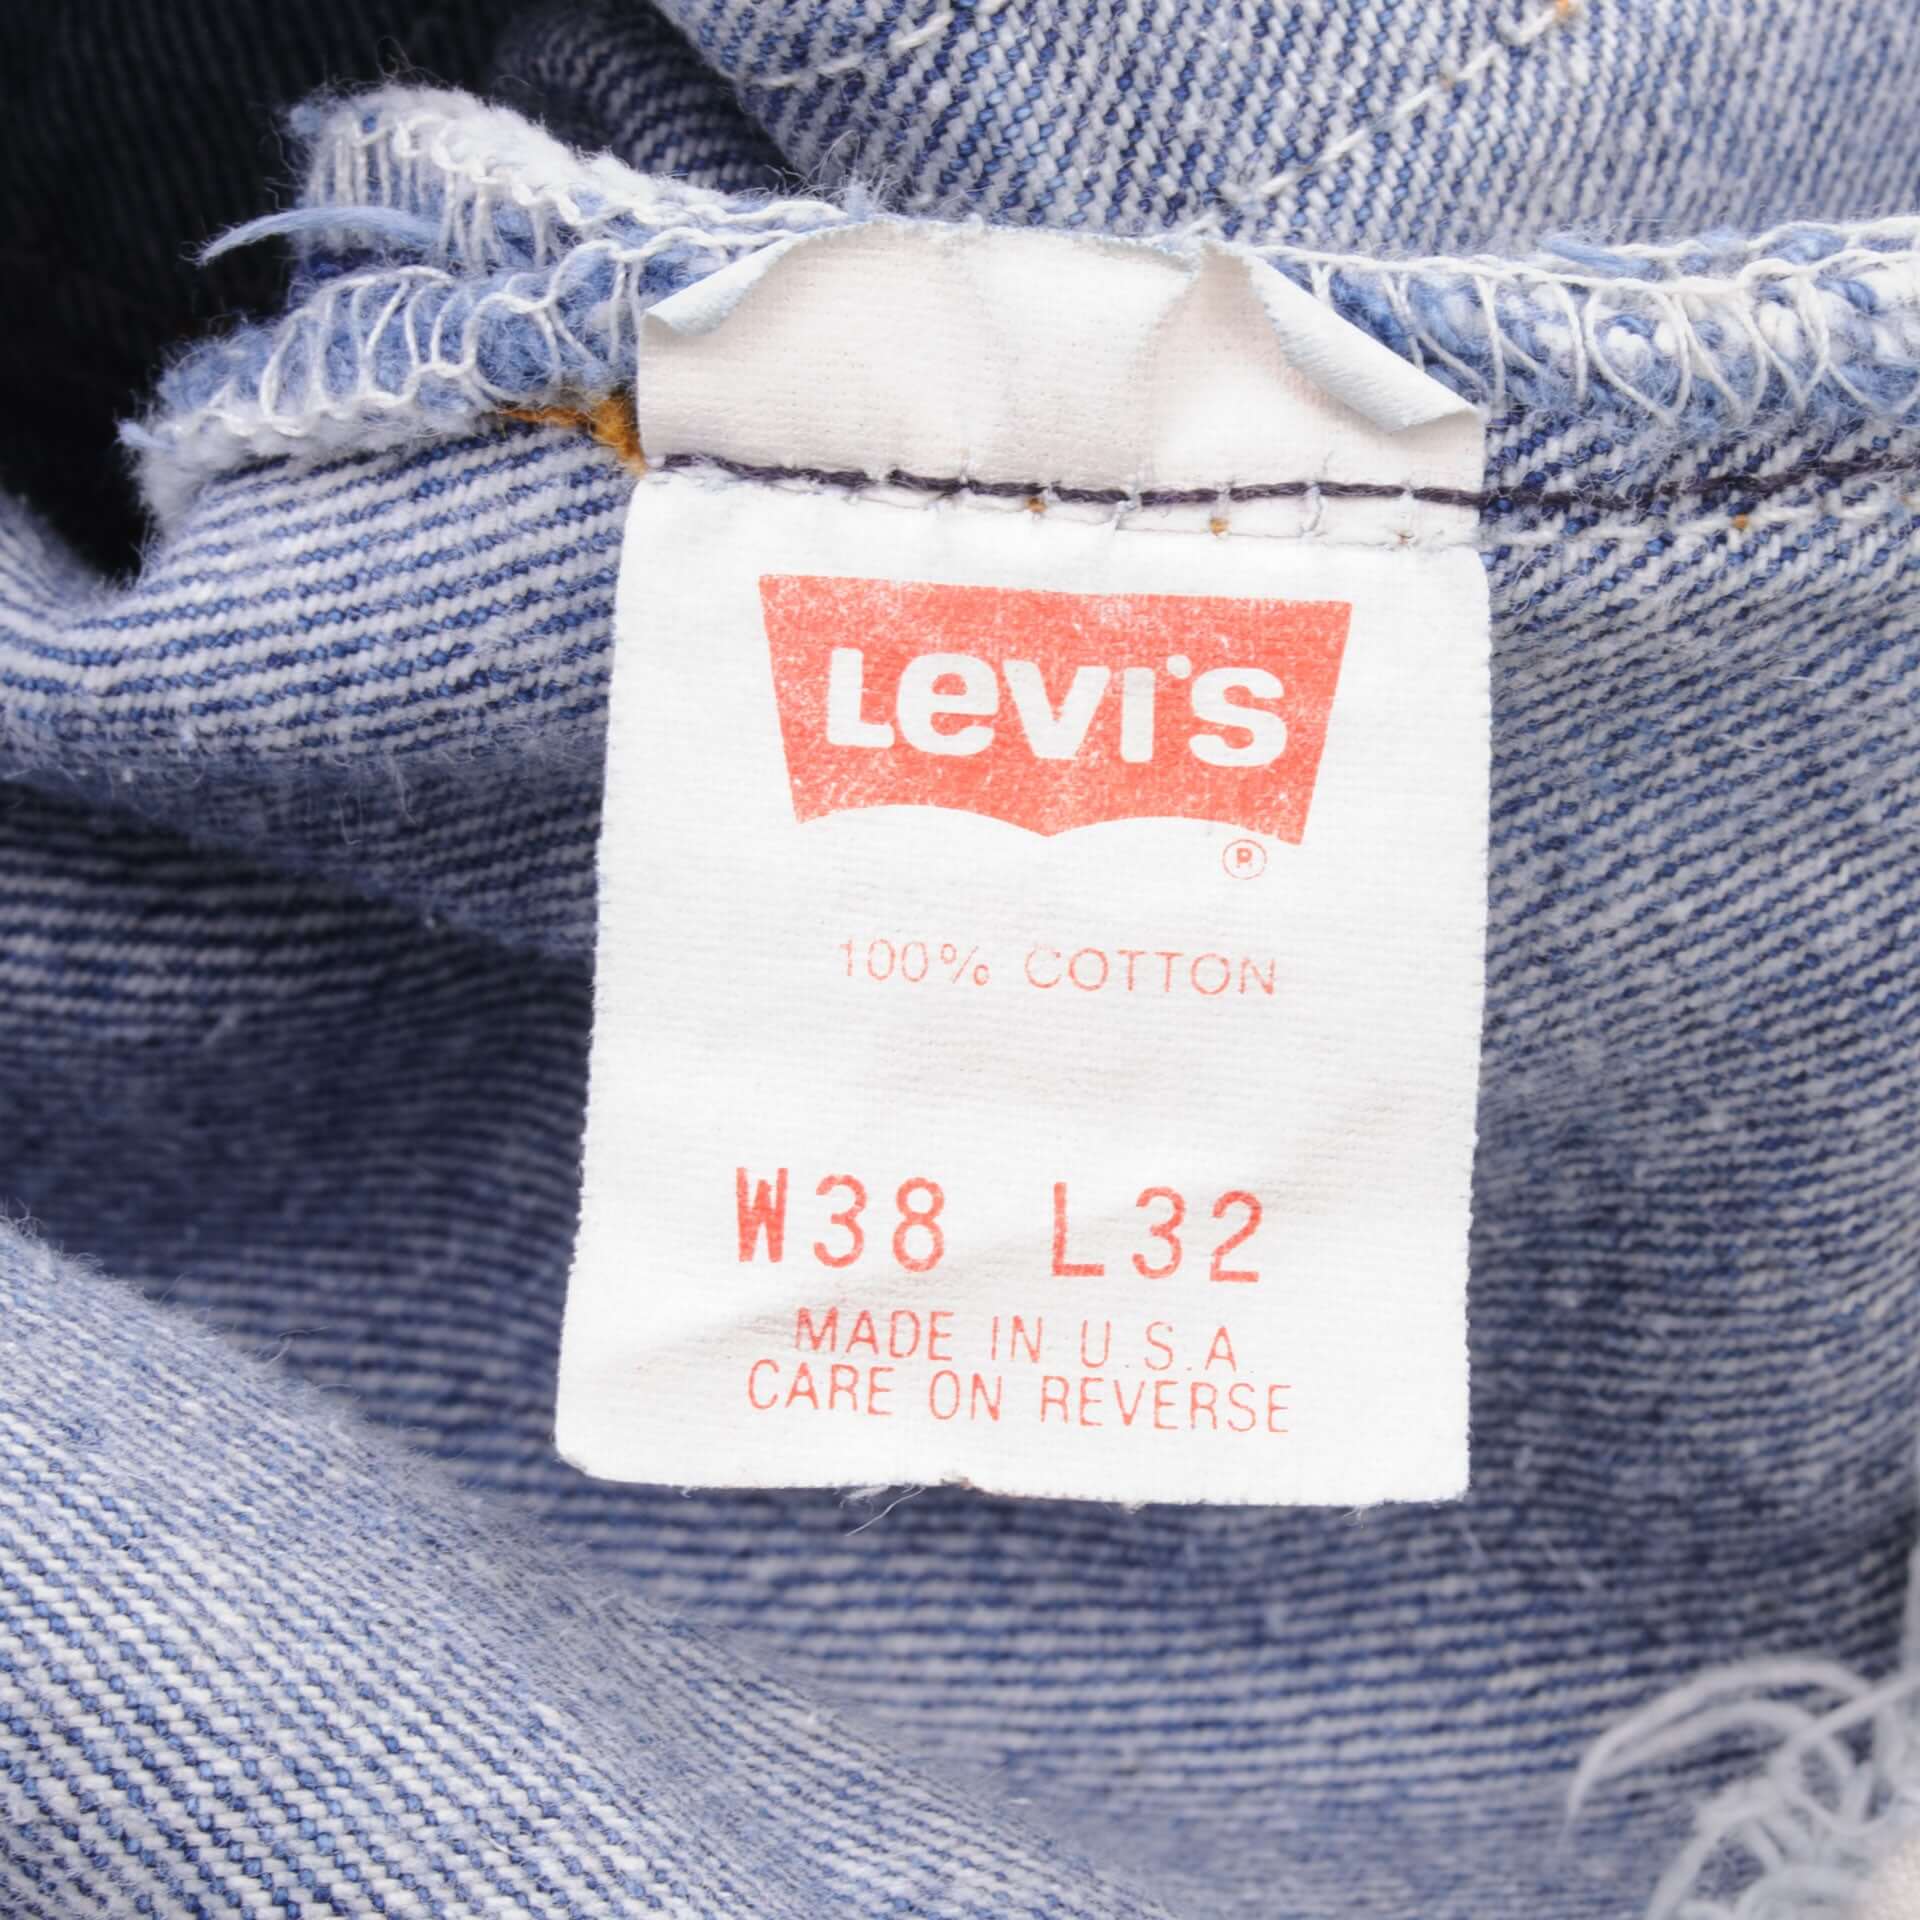 Levi's
®
100% COTTON
W38 L32
MADE IN U.S.A.
CARE ON REVERSE